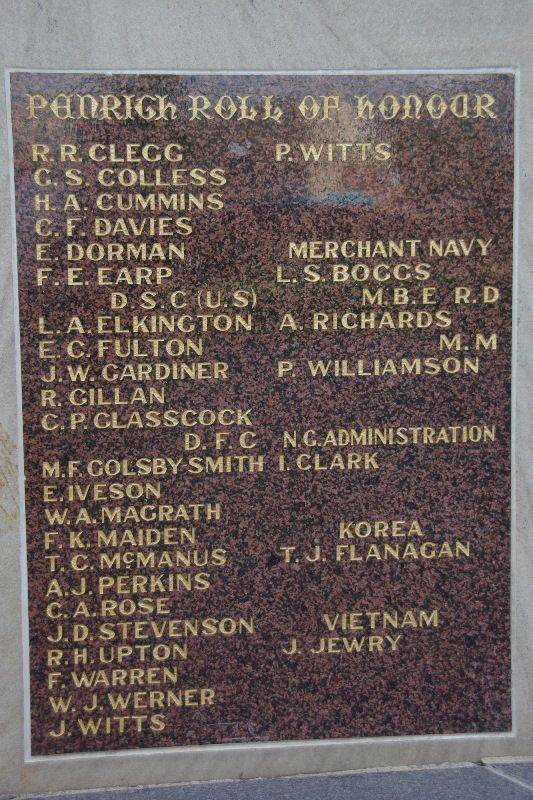 PENRITH ROLL OF HONOUR
R. R. CLEGG
G. S. COLLESS
H. A. CUMMINS
C. F. DAVIES
E. DORMAN
F. E. EARP
D S. C (U. S)
L. A. ELKINGTON
E. C. FULTON
J. W. GARDINER
R. GILLAN
C. P. GLASSCOCK
D. F. C
M. F. GOLSBY-SMITH
E. IVESON
W. A. MAGRATH
F. K. MAIDEN
T. C. McMANUS
A. J. PERKINS
C. A. ROSE
J. D. STEVENSON
R. H. UPTON
F. WARREN
W. J. WERNER
J. WITTS
P. WITTS
MERCHANT NAVY
L. S. BOGGS
M. B. E R. D
A. RICHARDS
M. M
P. WILLIAMSON
N. G. ADMINISTRATION
I. CLARK
KOREA
T. J. FLANAGAN
VIETNAM
J. JEWRY